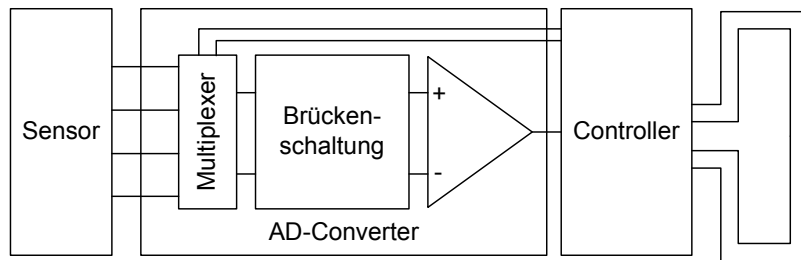 Sensor
Multiplexer
Brücken-
schaltung
+
-
AD-Converter
Controller